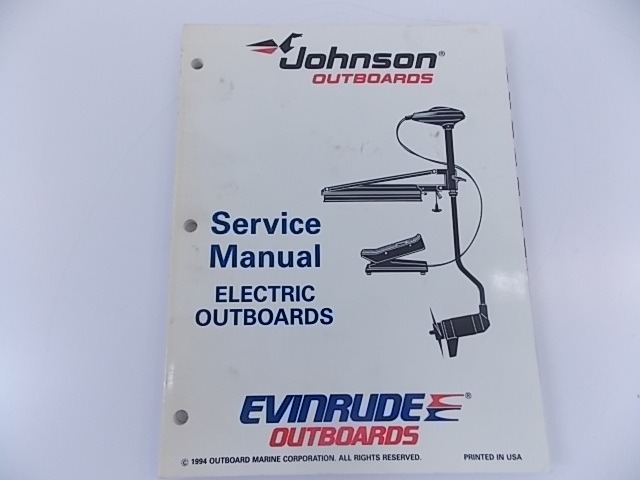 Johnson®
OUTBOARDS
Service
Manual
ELECTRIC
OUTBOARDS
EVINRUDE®
OUTBOARDS
© 1994 OUTBOARD MARINE CORPORATION. ALL RIGHTS RESERVED. PRINTED IN USA